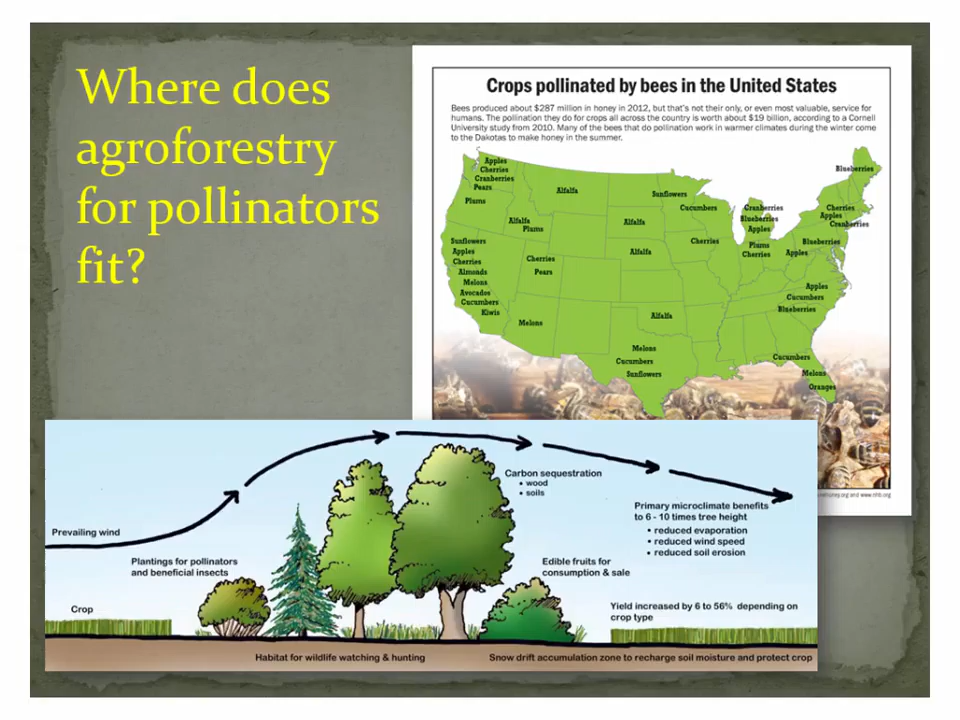 Where does
agroforestry
for pollinators
fit?
Crops pollinated by bees in the United States
Bees produced about $287 million in honey in 2012, but that's not their only, or even most valuable, service for
humans. The pollination they do for crops all across the country is worth about $19 billion, according to a Cornell
University study from 2010. Many of the bees that do pollination work in warmer climates during the winter come
to the Dakotas to make honey in the summer.
Apples
Cherries
Cranberries
Pears
Plums
Alfalfa
Plums
Alfalfa
Sunflowers
Cucumbers
Alfalfa
Alfalfa
Cherries
Cranberries
Blueberries
Apples
Plums
Cherries
Blueberries
Cherries
Apples
Cranberries
Blueberries
Apples
Sunflowers
Apples
Cherries
Almonds
Melons
Avocados
Cucumbers
Kiwis
Cherries
Pears
Melons
Alfalfa
Melons
Cucumbers
Sunflowers
Apples
Cucumbers
Blueberries
Cucumbers
Melons
Oranges
Prevailing wind
Plantings for pollinators
and beneficial insects
Crop
Habitat for wildlife watching & hunting
Carbon sequestration
• wood
• soils
Edible fruits for
consumption & sale
Primary microclimate benefits
to 6 - 10 times tree height
• reduced evaporation
• reduced wind speed
• reduced soil erosion
Yield increased by 6 to 56% depending on
crop type
Snow drift accumulation zone to recharge soil moisture and protect crop